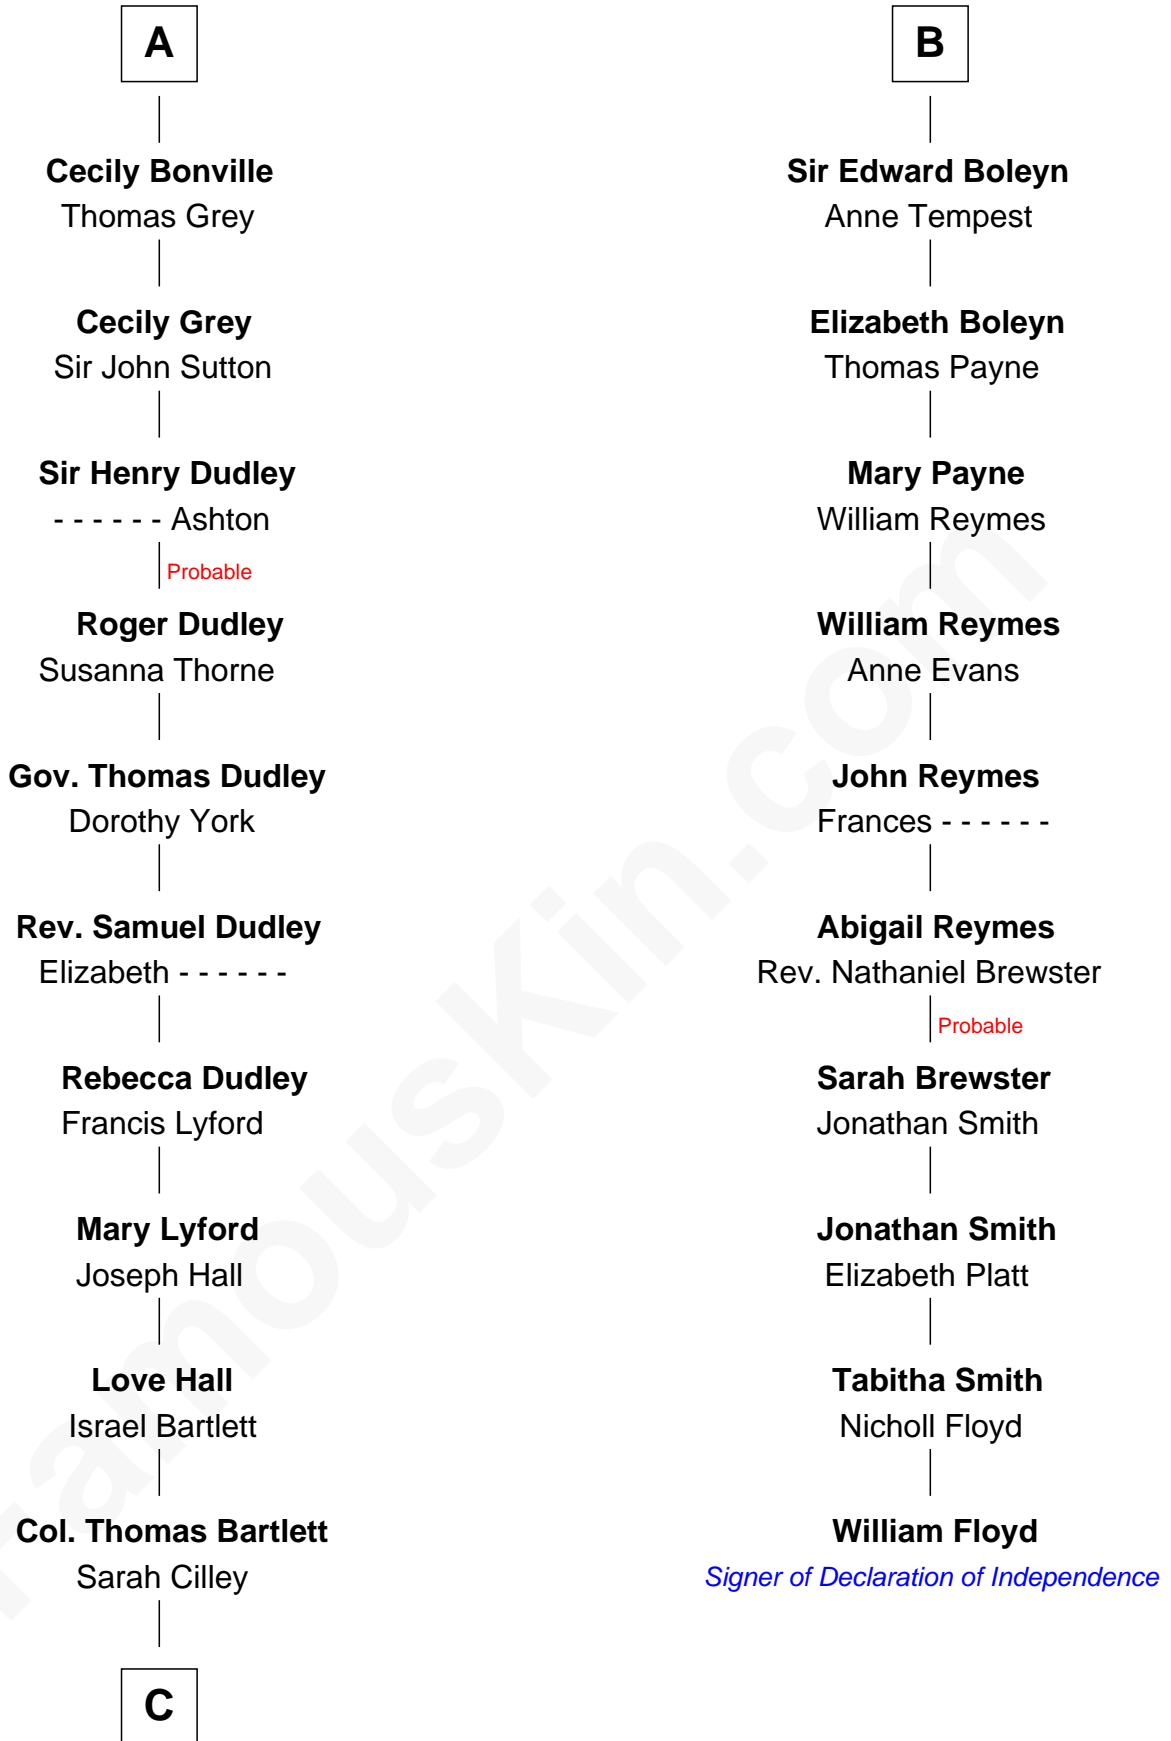 A
Cecily Bonville
Thomas Grey
Cecily Grey
Sir John Sutton
Sir Henry Dudley
- - - - - - Ashton
Probable
Roger Dudley
Susanna Thorne
Gov. Thomas Dudley
Dorothy York
Rev. Samuel Dudley
Elizabeth - - - - - -
Rebecca Dudley
Francis Lyford
Mary Lyford
Joseph Hall
Love Hall
Israel Bartlett
Col. Thomas Bartlett
Sarah Cilley
C
B
Sir Edward Boleyn
Anne Tempest
Elizabeth Boleyn
Thomas Payne
Mary Payne
William Reymes
William Reymes
Anne Evans
John Reymes
Frances - - - - - -
Abigail Reymes
Rev. Nathaniel Brewster
Probable
Sarah Brewster
Jonathan Smith
Jonathan Smith
Elizabeth Platt
Tabitha Smith
Nicholl Floyd
William Floyd
Signer of Declaration of Independence
FamousKin.com